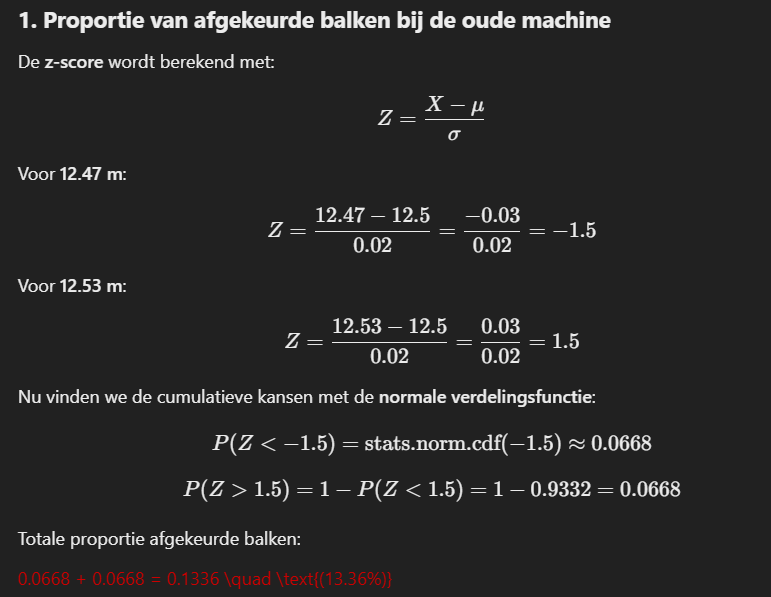 1. Proportie van afgekeurde balken bij de oude machine
De z-score wordt berekend met:
Z = \frac{X - μ}{σ}
Voor 12.47 m:
Z = \frac{12.47 - 12.5}{0.02} = \frac{-0.03}{0.02} = -1.5
Voor 12.53 m:
Z = \frac{12.53 - 12.5}{0.02} = \frac{0.03}{0.02} = 1.5
Nu vinden we de cumulatieve kansen met de normale verdelingsfunctie:
P(Z < -1.5) = stats.norm.cdf(-1.5) ≈ 0.0668
P(Z > 1.5) = 1 - P(Z < 1.5) = 1 - 0.9332 = 0.0668
Totale proportie afgekeurde balken:
0.0668 + 0.0668 = 0.1336 \quad \text{(13.36%)}